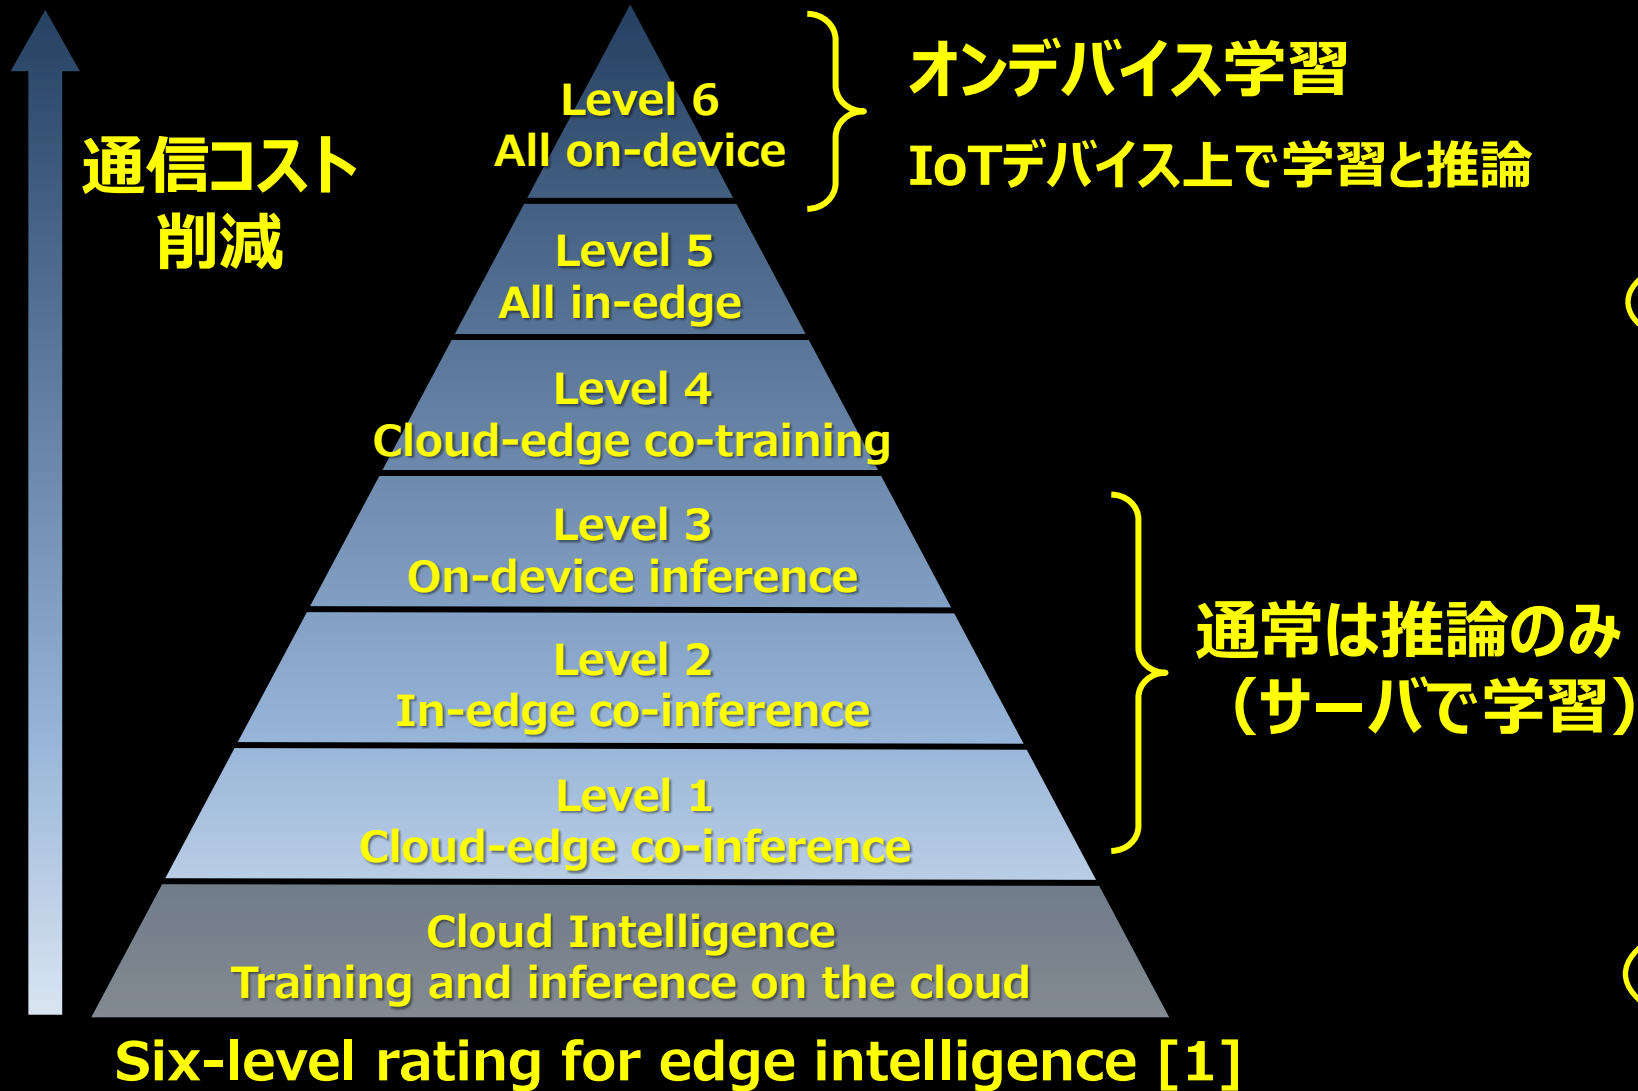 通信コスト
削減
Level 6
All on-device
オンデバイス学習
IoTデバイス上で学習と推論
Level 5
All in-edge
Level 4
Cloud-edge co-training
Level 3
On-device inference
Level 2
In-edge co-inference
Level 1
Cloud-edge co-inference
通常は推論のみ
（サーバで学習）
Cloud Intelligence
Training and inference on the cloud
Six-level rating for edge intelligence [1]